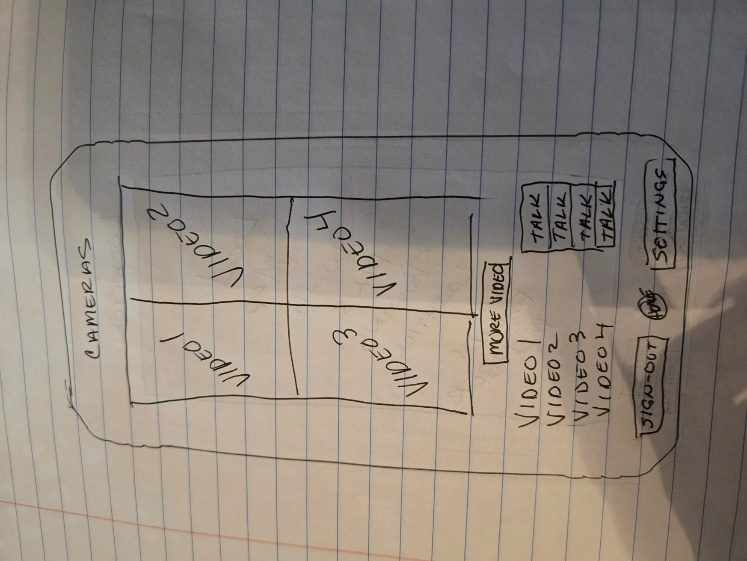 CAMERAS
VIDEO 1 VIDEO 2
VIDEO 3 VIDEO 4
MORE VIDEO
VIDEO 1 TALK
VIDEO 2 TALK
VIDEO 3 TALK
VIDEO 4 TALK
SIGN-OUT HOME SETTINGS